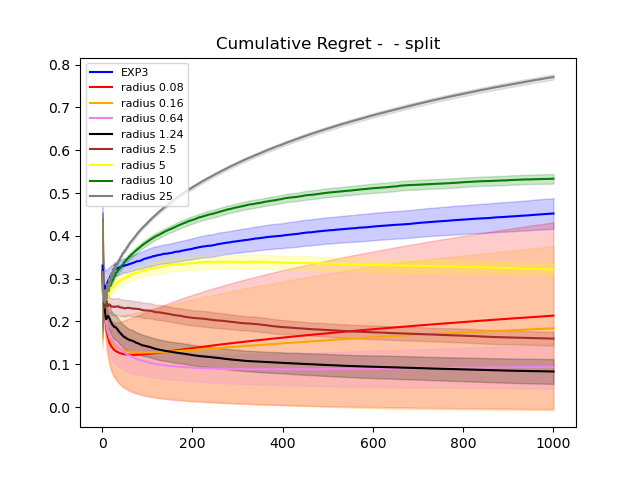 Cumulative Regret -  - split
0.8
0.7
0.6
0.5
0.4
0.3
0.2
0.1
0.0
EXP3
radius 0.08
radius 0.16
radius 0.64
radius 1.24
radius 2.5
radius 5
radius 10
radius 25
0 200 400 600 800 1000